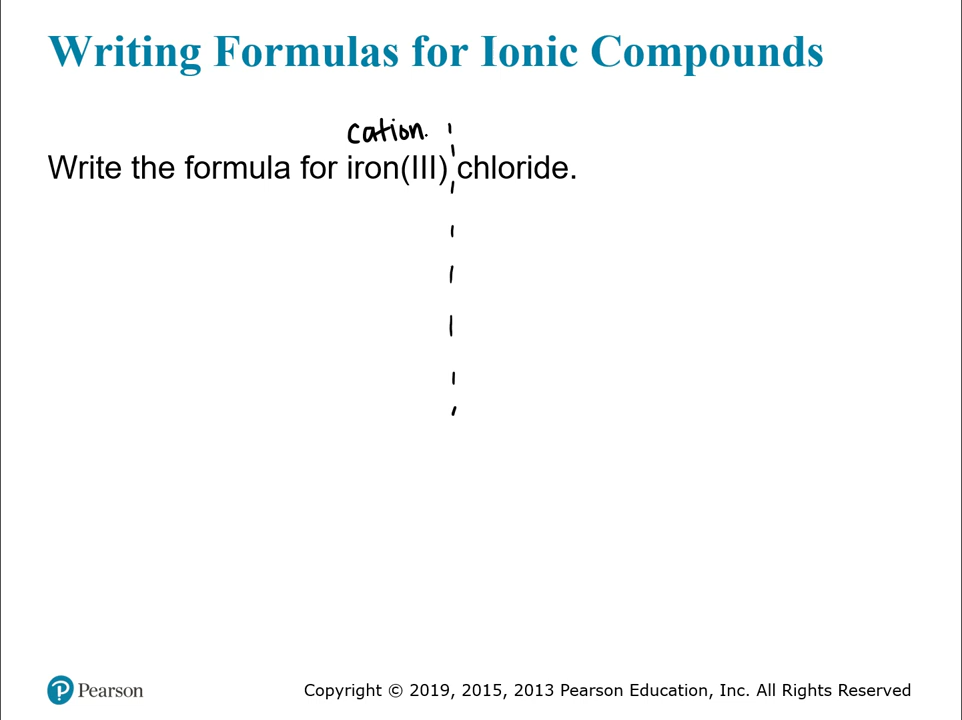 Writing Formulas for Ionic Compounds
cation.
Write the formula for iron(III) chloride.
Pearson
Copyright © 2019, 2015, 2013 Pearson Education, Inc. All Rights Reserved